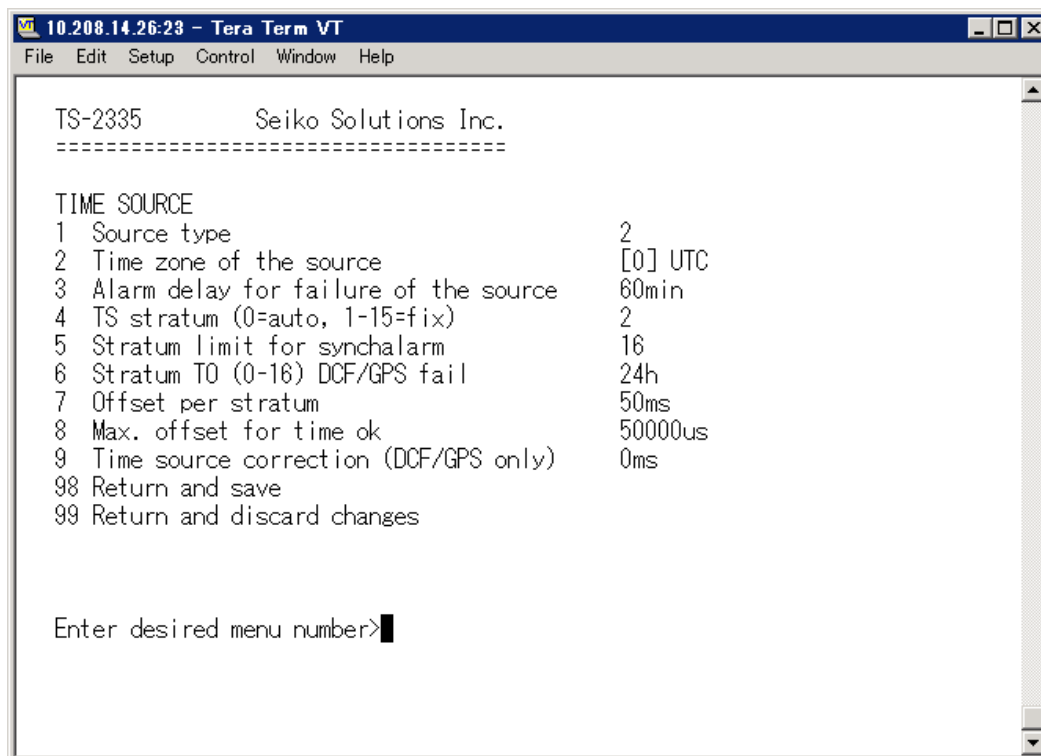 10.208.14.26:23 - Tera Term VT
File Edit Setup Control Window Help
TS-2335 Seiko Solutions Inc.
====================================
TIME SOURCE
1 Source type 2
2 Time zone of the source [0] UTC
3 Alarm delay for failure of the source 60min
4 TS stratum (0=auto, 1-15=fix) 2
5 Stratum limit for synchalarm 16
6 Stratum TO (0-16) DCF/GPS fail 24h
7 Offset per stratum 50ms
8 Max. offset for time ok 50000us
9 Time source correction (DCF/GPS only) 0ms
98 Return and save
99 Return and discard changes
Enter desired menu number>